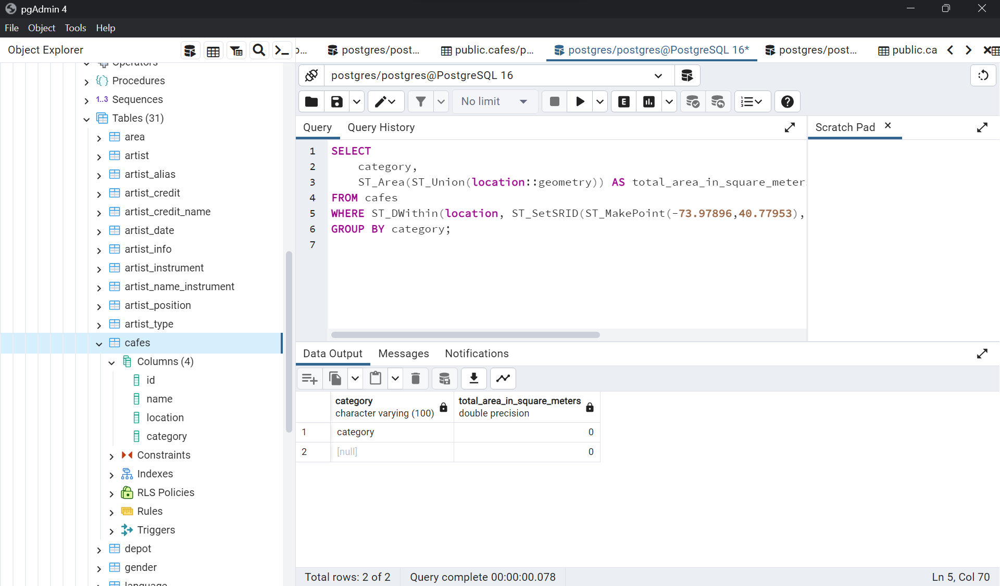 pgAdmin 4
File Object Tools Help
Object Explorer
postgres/post...
public.cafes/p...
postgres/postgres@PostgreSQL 16*
postgres/post...
public.ca
postgres/postgres@PostgreSQL 16
No limit
Operators
Procedures
1..3 Sequences
Tables (31)
area
artist
artist_alias
artist_credit
artist_credit_name
artist_date
artist_info
artist_instrument
artist_name_instrument
artist_position
artist_type
cafes
Columns (4)
id
name
location
category
Constraints
Indexes
RLS Policies
Rules
Triggers
depot
gender
language
Query Query History
Scratch Pad
1 SELECT
2 category,
3 ST_Area(ST_Union(location::geometry)) AS total_area_in_square_meter
4 FROM cafes
5 WHERE ST_DWithin(location, ST_SetSRID(ST_MakePoint(-73.97896,40.77953),
6 GROUP BY category;
7
Data Output Messages Notifications
category
character varying (100)
total_area_in_square_meters
double precision
1 category 0
2 [null] 0
Total rows: 2 of 2 Query complete 00:00:00.078 Ln 5, Col 70